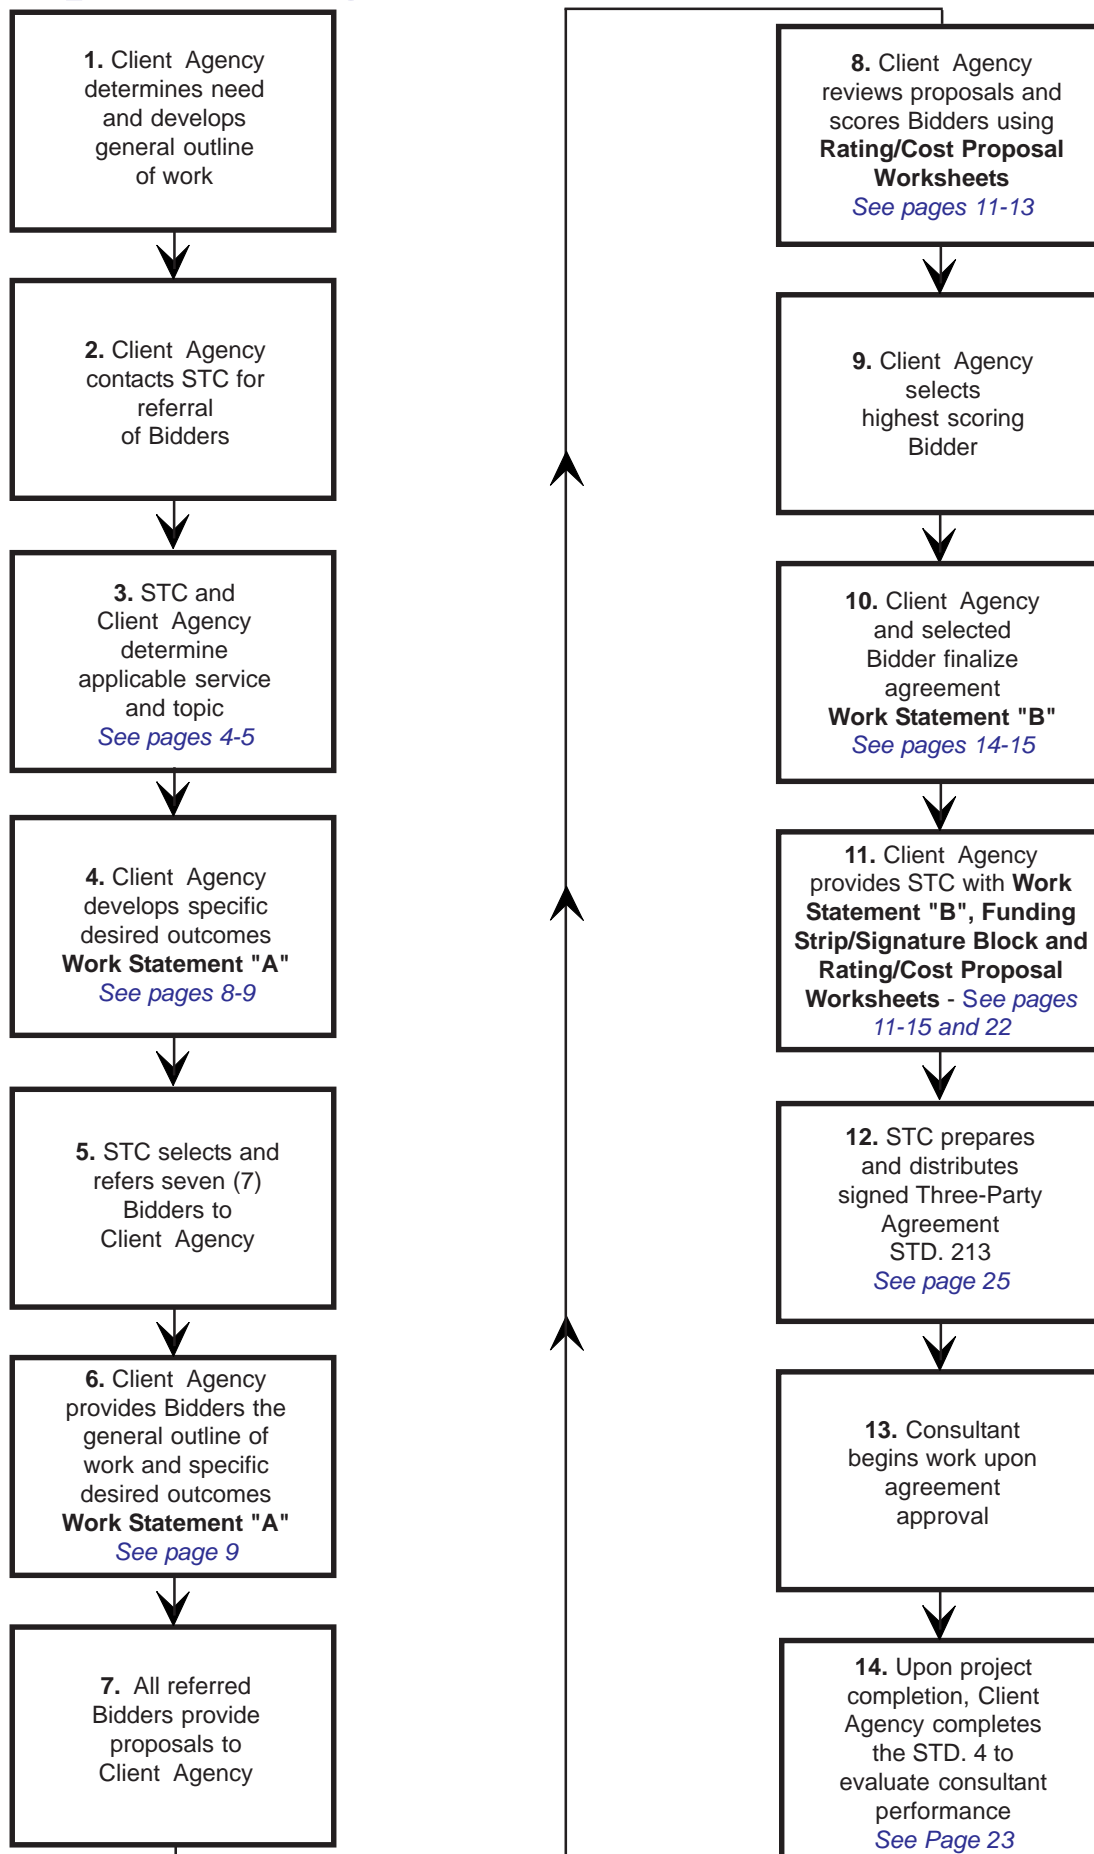 1. Client Agency
determines need
and develops
general outline
of work
2. Client Agency
contacts STC for
referral
of Bidders
3. STC and
Client Agency
determine
applicable service
and topic
See pages 4-5
4. Client Agency
develops specific
desired outcomes
Work Statement "A"
See pages 8-9
5. STC selects and
refers seven (7)
Bidders to
Client Agency
6. Client Agency
provides Bidders the
general outline of
work and specific
desired outcomes
Work Statement "A"
See page 9
7. All referred
Bidders provide
proposals to
Client Agency
8. Client Agency
reviews proposals and
scores Bidders using
Rating/Cost Proposal
Worksheets
See pages 11-13
9. Client Agency
selects
highest scoring
Bidder
10. Client Agency
and selected
Bidder finalize
agreement
Work Statement "B"
See pages 14-15
11. Client Agency
provides STC with Work
Statement "B", Funding
Strip/Signature Block and
Rating/Cost Proposal
Worksheets - See pages
11-15 and 22
12. STC prepares
and distributes
signed Three-Party
Agreement
STD. 213
See page 25
13. Consultant
begins work upon
agreement
approval
14. Upon project
completion, Client
Agency completes
the STD. 4 to
evaluate consultant
performance
See Page 23